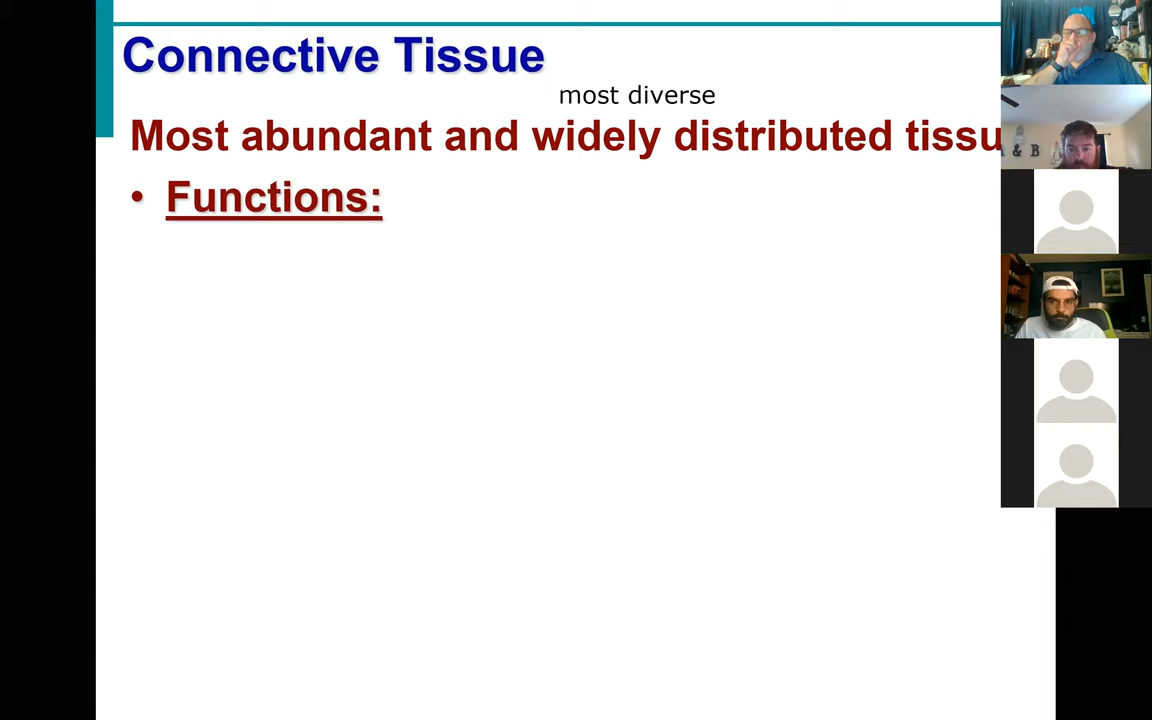 Connective Tissue
most diverse
Most abundant and widely distributed tissu
• Functions:
& B